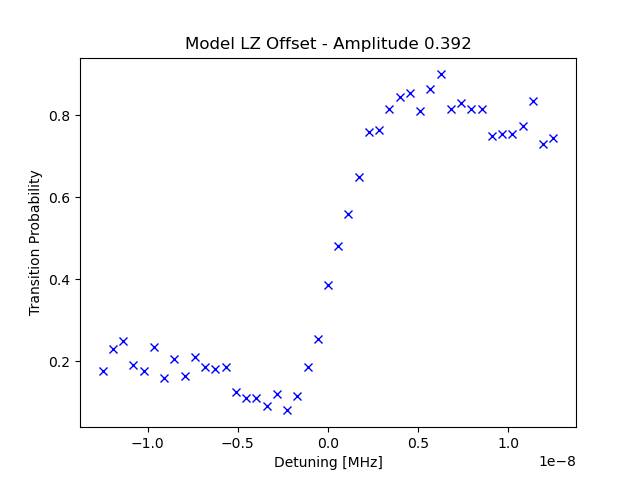 Model LZ Offset - Amplitude 0.392
Transition Probability
0.8
0.6
0.4
0.2
−1.0 −0.5 0.0 0.5 1.0
Detuning [MHz]
1e−8